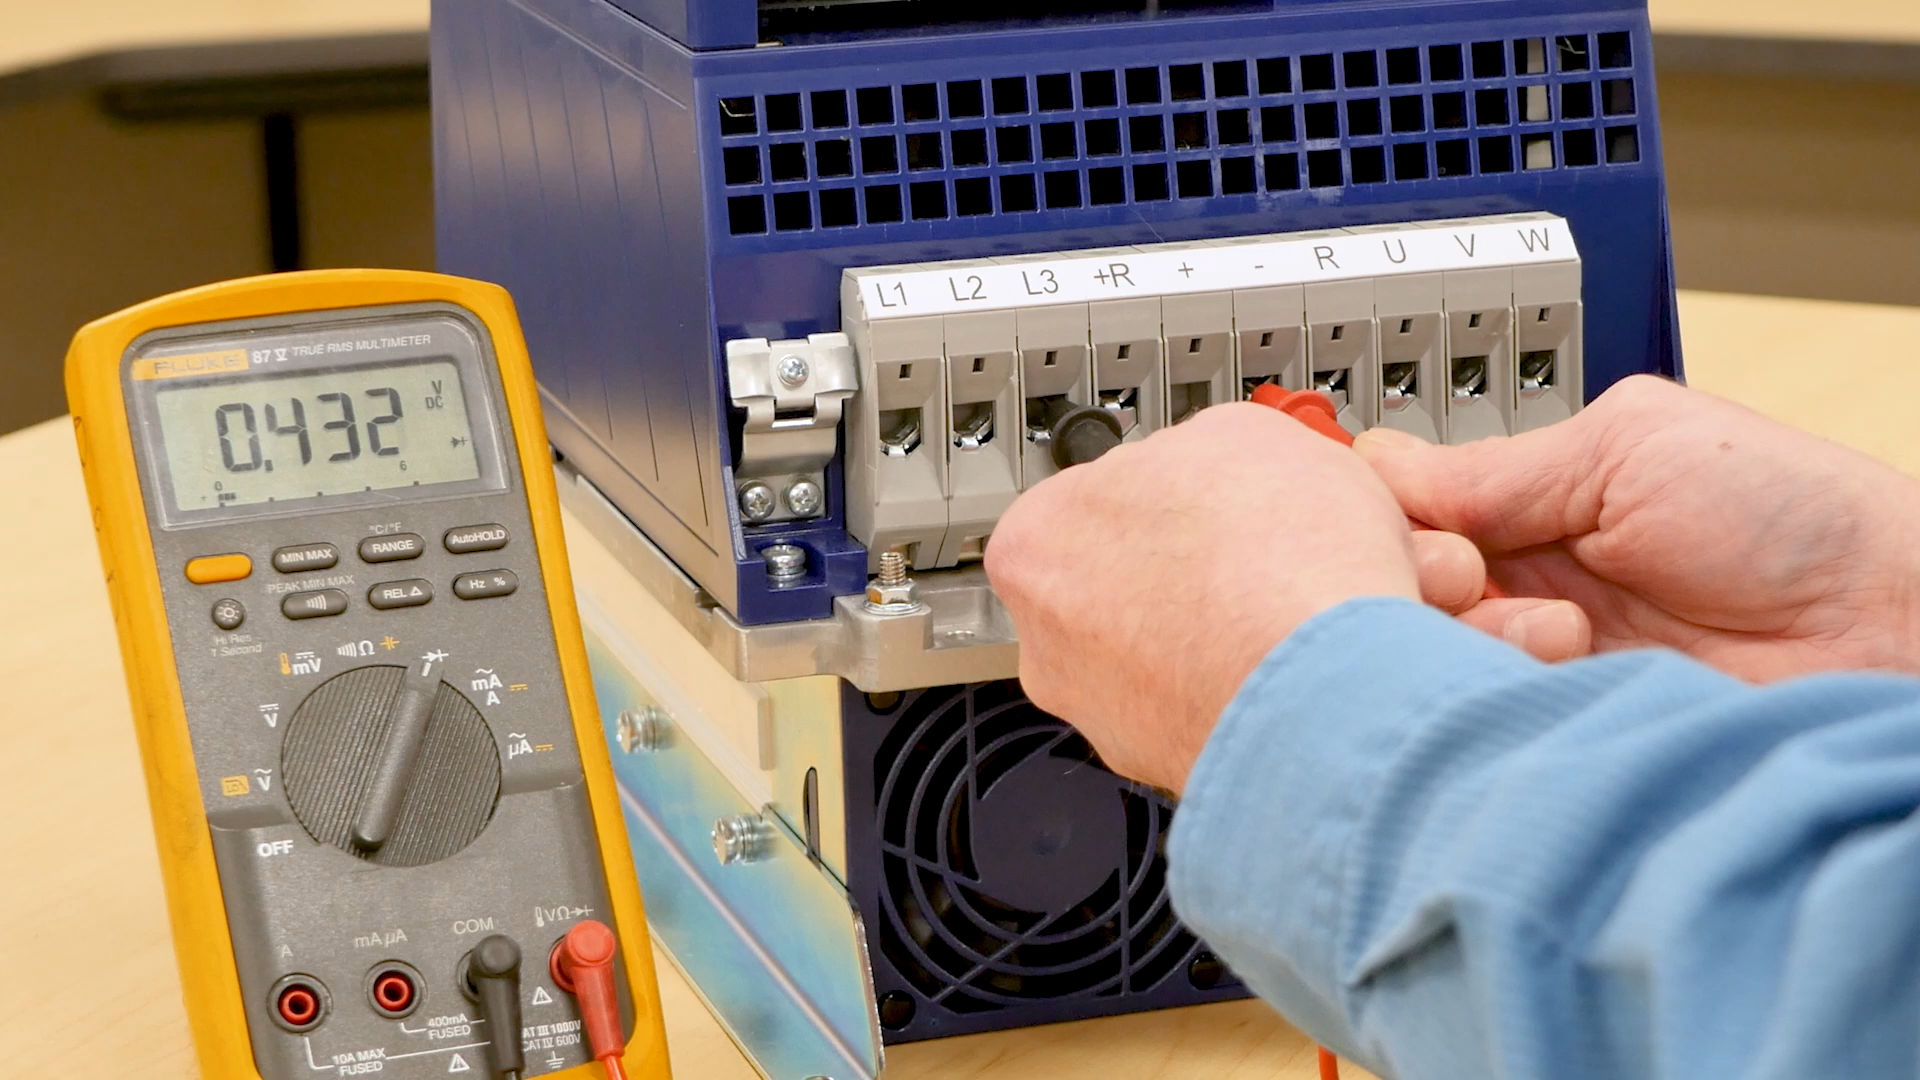 FLUKE 87 V TRUE RMS MULTIMETER
0.432
V
DC
0
6
°C/°F
MIN MAX
RANGE
AutoHOLD
PEAK MIN MAX
REL Δ
Hz %
Hi Res
1 Second
mV
Ω
mA
A
V
µA
V
OFF
A
mA µA
COM
VΩ
400mA
FUSED
10A MAX
FUSED
CAT III 1000V
CAT IV 600V
L1 L2 L3 +R + - R U V W